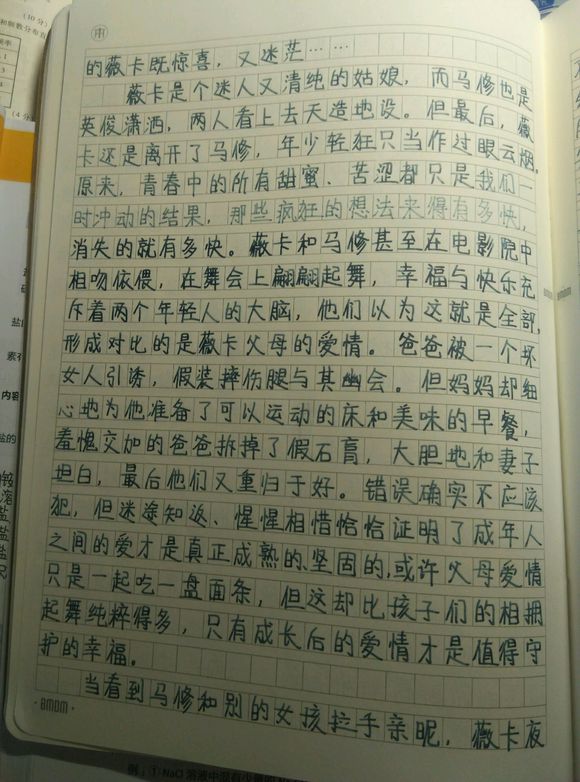 的薇卡既惊喜，又迷茫……
薇卡是个迷人又清纯的姑娘，而马修也是
英俊潇洒，两人看上去天造地设。但最后，薇
卡还是离开了马修，年少轻狂只当作过眼云烟。
原来，青春中的所有甜蜜、苦涩都只是我们一
时冲动的结果，那些疯狂的想法来得有多快，
消失的就有多快。薇卡和马修甚至在电影院中
相吻依偎，在舞会上翩翩起舞，幸福与快乐充
斥着两个年轻人的大脑，他们以为这就是全部，
形成对比的是薇卡父母的爱情。爸爸被一个坏
女人引诱，假装摔伤腿与其幽会。但妈妈却细
心地为他准备了可以运动的床和美味的早餐，
羞愧交加的爸爸拆掉了假石膏，大胆地和妻子
坦白，最后他们又重归于好。错误确实不应该
犯，但迷途知返、惺惺相惜恰恰证明了成年人
之间的爱才是真正成熟的、坚固的，或许父母爱情
只是一起吃一盘面条，但这却比孩子们的相拥
起舞纯粹得多，只有成长后的爱情才是值得守
护的幸福。
当看到马修和别的女孩拉手亲昵，薇卡夜
amom
例：① NaCl 溶液中混有少量的